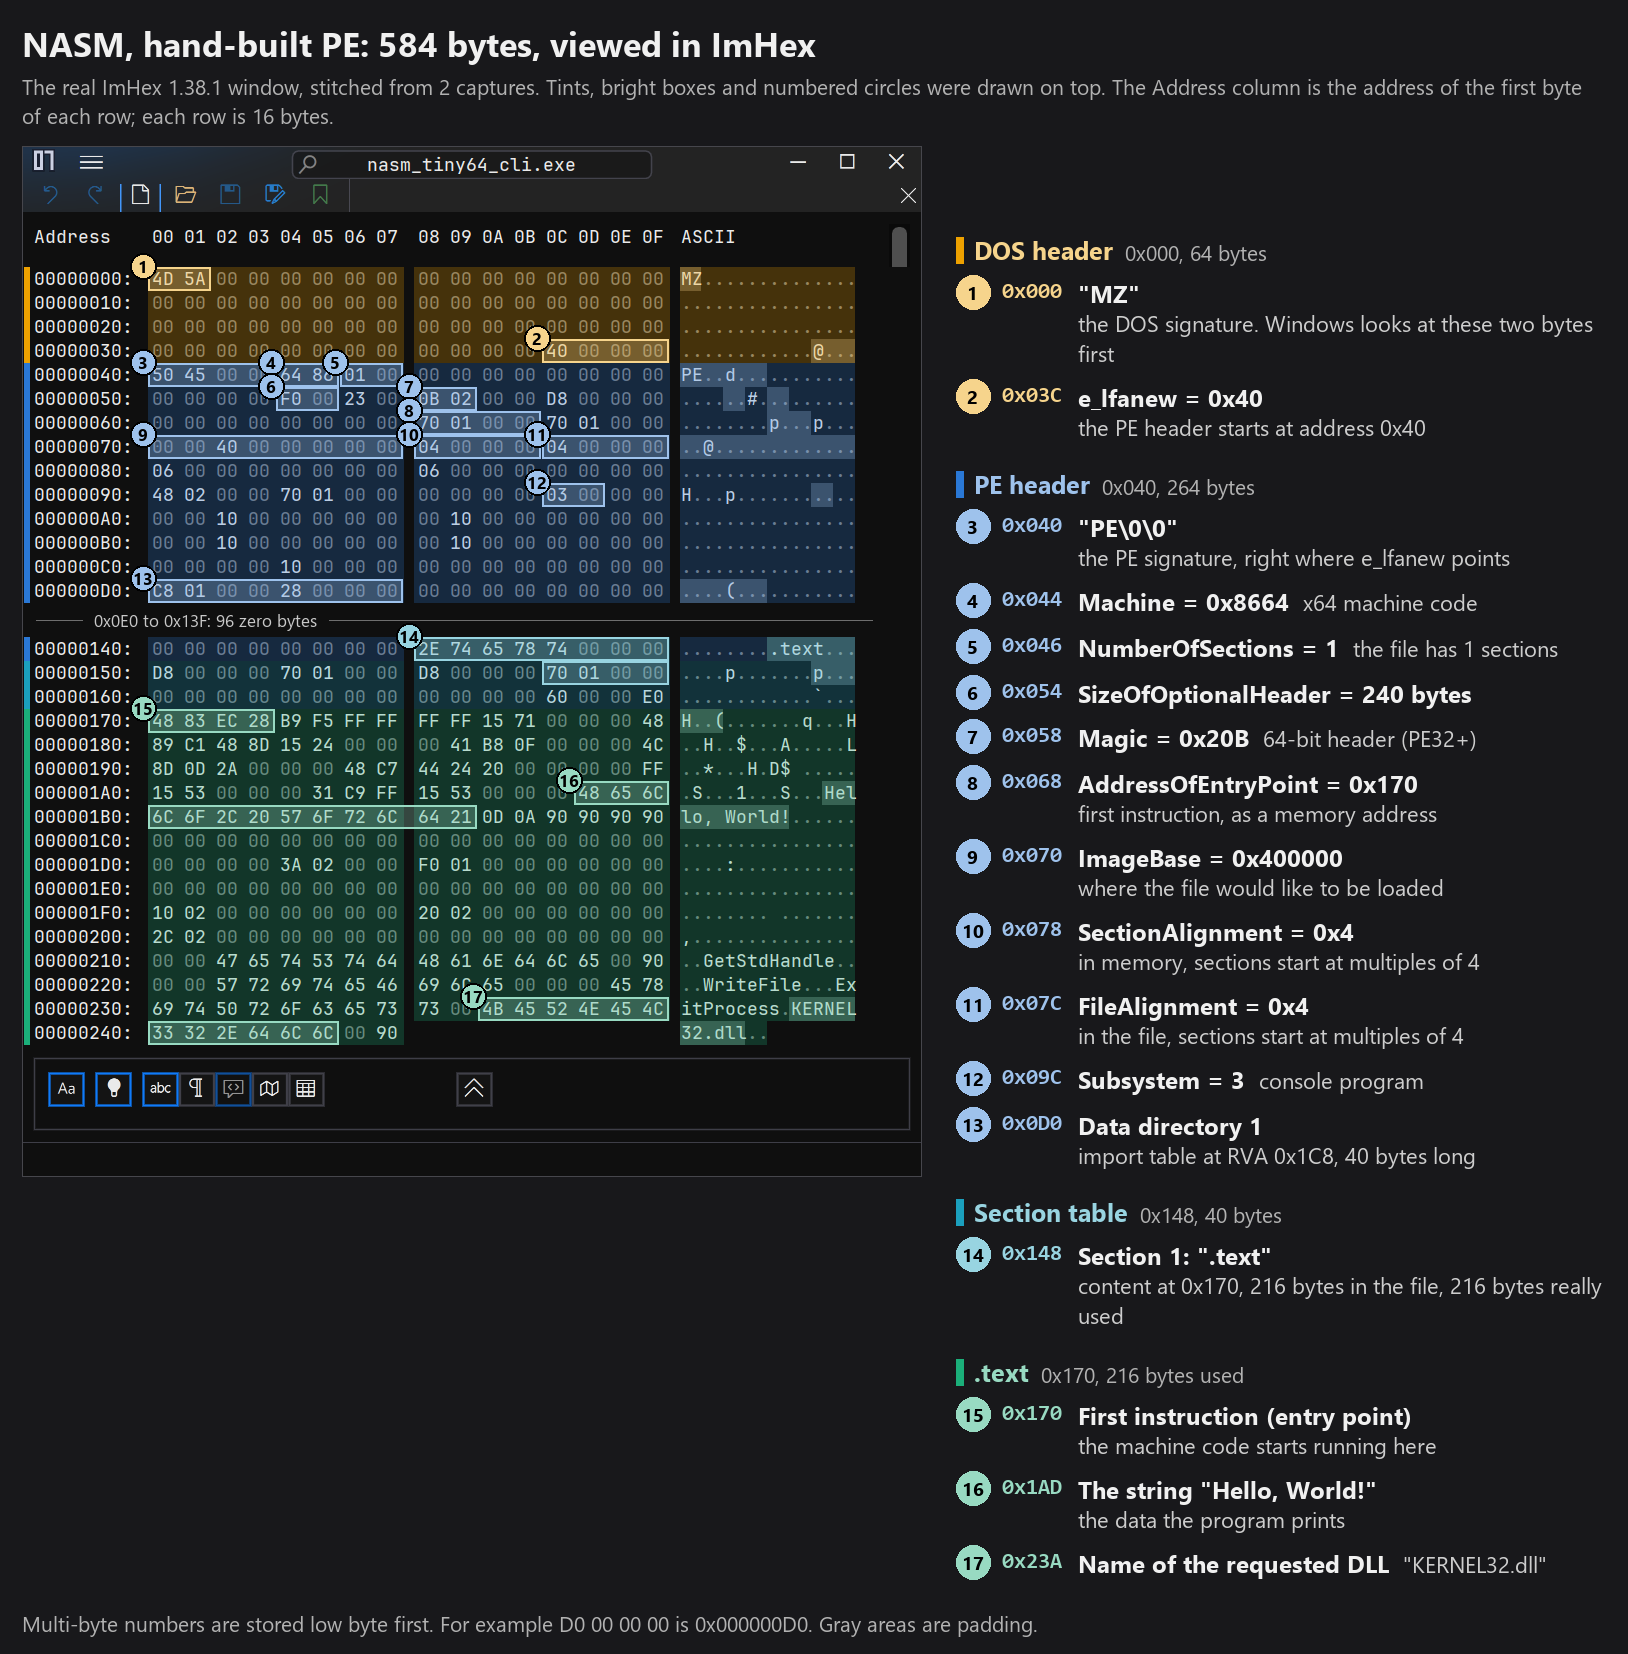 NASM, hand-built PE: 584 bytes, viewed in ImHex
The real ImHex 1.38.1 window, stitched from 2 captures. Tints, bright boxes and numbered circles were drawn on top. The Address column is the address of the first byte
of each row; each row is 16 bytes.
nasm_tiny64_cli.exe
Address 00 01 02 03 04 05 06 07 08 09 0A 0B 0C 0D 0E 0F ASCII
1 2 3 4 5 6 7 8 9 10 11 12 13
00000000: 4D 5A 00 00 00 00 00 00 00 00 00 00 00 00 00 00 MZ..............
00000010: 00 00 00 00 00 00 00 00 00 00 00 00 00 00 00 00 ................
00000020: 00 00 00 00 00 00 00 00 00 00 00 00 00 00 00 00 ................
00000030: 00 00 00 00 00 00 00 00 00 00 00 00 40 00 00 00 ............@...
00000040: 50 45 00 00 64 86 01 00 00 00 00 00 00 00 00 00 PE..d...........
00000050: 00 00 00 00 F0 00 23 00 0B 02 00 00 D8 00 00 00 ......#.........
00000060: 00 00 00 00 00 00 00 00 70 01 00 00 70 01 00 00 ........p...p...
00000070: 00 00 40 00 00 00 00 00 04 00 00 00 04 00 00 00 ..@.............
00000080: 06 00 00 00 00 00 00 00 06 00 00 00 00 00 00 00 ................
00000090: 48 02 00 00 70 01 00 00 00 00 00 00 03 00 00 00 H...p...........
000000A0: 00 00 10 00 00 00 00 00 00 10 00 00 00 00 00 00 ................
000000B0: 00 00 10 00 00 00 00 00 00 10 00 00 00 00 00 00 ................
000000C0: 00 00 00 00 10 00 00 00 00 00 00 00 00 00 00 00 ................
000000D0: C8 01 00 00 28 00 00 00 00 00 00 00 00 00 00 00 ....(...........
0x0E0 to 0x13F: 96 zero bytes
14 15 16 17
00000140: 00 00 00 00 00 00 00 00 2E 74 65 78 74 00 00 00 .........text...
00000150: D8 00 00 00 70 01 00 00 D8 00 00 00 70 01 00 00 ....p.......p...
00000160: 00 00 00 00 00 00 00 00 00 00 00 00 60 00 00 E0 ............`...
00000170: 48 83 EC 28 B9 F5 FF FF FF FF 15 71 00 00 00 48 H..(.......q...H
00000180: 89 C1 48 8D 15 24 00 00 00 41 B8 0F 00 00 00 4C ..H..$...A.....L
00000190: 8D 0D 2A 00 00 00 48 C7 44 24 20 00 00 00 00 FF ..*...H.D$ .....
000001A0: 15 53 00 00 00 31 C9 FF 15 53 00 00 00 48 65 6C .S...1...S...Hel
000001B0: 6C 6F 2C 20 57 6F 72 6C 64 21 0D 0A 90 90 90 90 lo, World!......
000001C0: 00 00 00 00 00 00 00 00 00 00 00 00 00 00 00 00 ................
000001D0: 00 00 00 00 3A 02 00 00 F0 01 00 00 00 00 00 00 ....:...........
000001E0: 00 00 00 00 00 00 00 00 00 00 00 00 00 00 00 00 ................
000001F0: 10 02 00 00 00 00 00 00 20 02 00 00 00 00 00 00 ........ .......
00000200: 2C 02 00 00 00 00 00 00 00 00 00 00 00 00 00 00 ,...............
00000210: 00 00 47 65 74 53 74 64 48 61 6E 64 6C 65 00 90 ..GetStdHandle..
00000220: 00 00 57 72 69 74 65 46 69 6C 65 00 00 00 45 78 ..WriteFile...Ex
00000230: 69 74 50 72 6F 63 65 73 73 00 4B 45 52 4E 45 4C itProcess.KERNEL
00000240: 33 32 2E 64 6C 6C 00 90 32.dll..
Aa abc
DOS header 0x000, 64 bytes
1 0x000 "MZ"
the DOS signature. Windows looks at these two bytes
first
2 0x03C e_lfanew = 0x40
the PE header starts at address 0x40
PE header 0x040, 264 bytes
3 0x040 "PE\0\0"
the PE signature, right where e_lfanew points
4 0x044 Machine = 0x8664 x64 machine code
5 0x046 NumberOfSections = 1 the file has 1 sections
6 0x054 SizeOfOptionalHeader = 240 bytes
7 0x058 Magic = 0x20B 64-bit header (PE32+)
8 0x068 AddressOfEntryPoint = 0x170
first instruction, as a memory address
9 0x070 ImageBase = 0x400000
where the file would like to be loaded
10 0x078 SectionAlignment = 0x4
in memory, sections start at multiples of 4
11 0x07C FileAlignment = 0x4
in the file, sections start at multiples of 4
12 0x09C Subsystem = 3 console program
13 0x0D0 Data directory 1
import table at RVA 0x1C8, 40 bytes long
Section table 0x148, 40 bytes
14 0x148 Section 1: ".text"
content at 0x170, 216 bytes in the file, 216 bytes really
used
.text 0x170, 216 bytes used
15 0x170 First instruction (entry point)
the machine code starts running here
16 0x1AD The string "Hello, World!"
the data the program prints
17 0x23A Name of the requested DLL "KERNEL32.dll"
Multi-byte numbers are stored low byte first. For example D0 00 00 00 is 0x000000D0. Gray areas are padding.